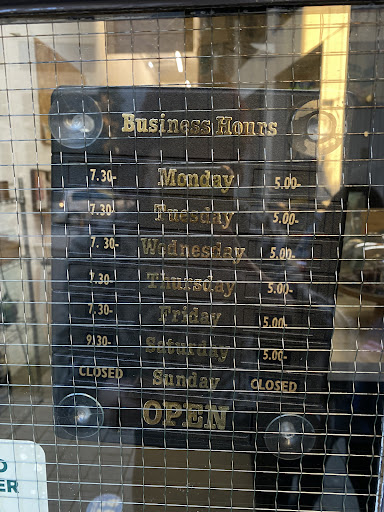 Business Hours
7.30- Monday 5.00-
7.30- Tuesday 5.00-
7.30- Wednesday 5.00-
7.30- Thursday 5.00-
7.30- Friday 5.00-
9.30- Saturday 5.00-
CLOSED Sunday CLOSED
OPEN